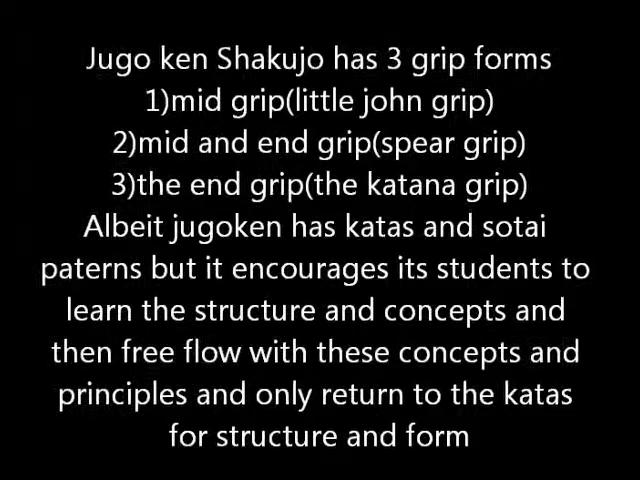 Jugo ken Shakujo has 3 grip forms
1)mid grip(little john grip)
2)mid and end grip(spear grip)
3)the end grip(the katana grip)
Albeit jugoken has katas and sotai
paterns but it encourages its students to
learn the structure and concepts and
then free flow with these concepts and
principles and only return to the katas
for structure and form